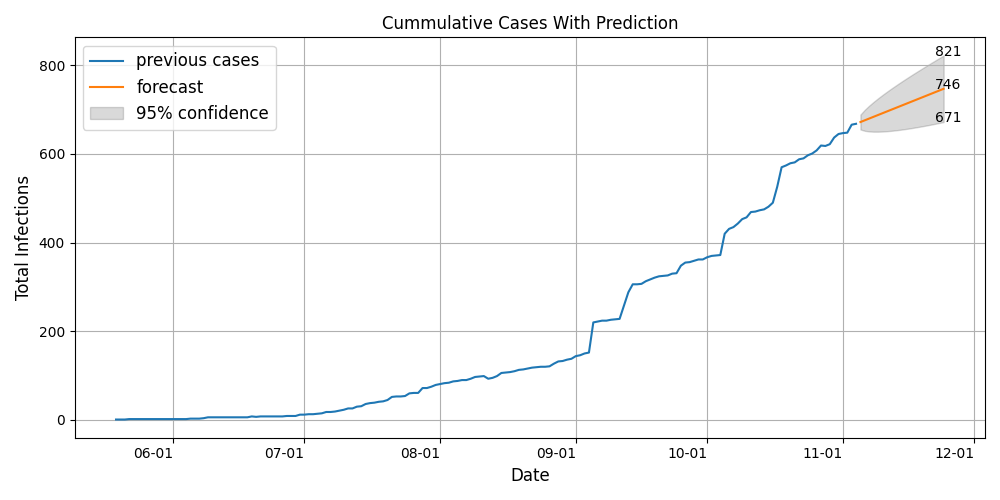 Cummulative Cases With Prediction
previous cases
forecast
95% confidence
821
746
671
800
600
400
200
0
Total Infections
06-01
07-01
08-01
09-01
10-01
11-01
12-01
Date